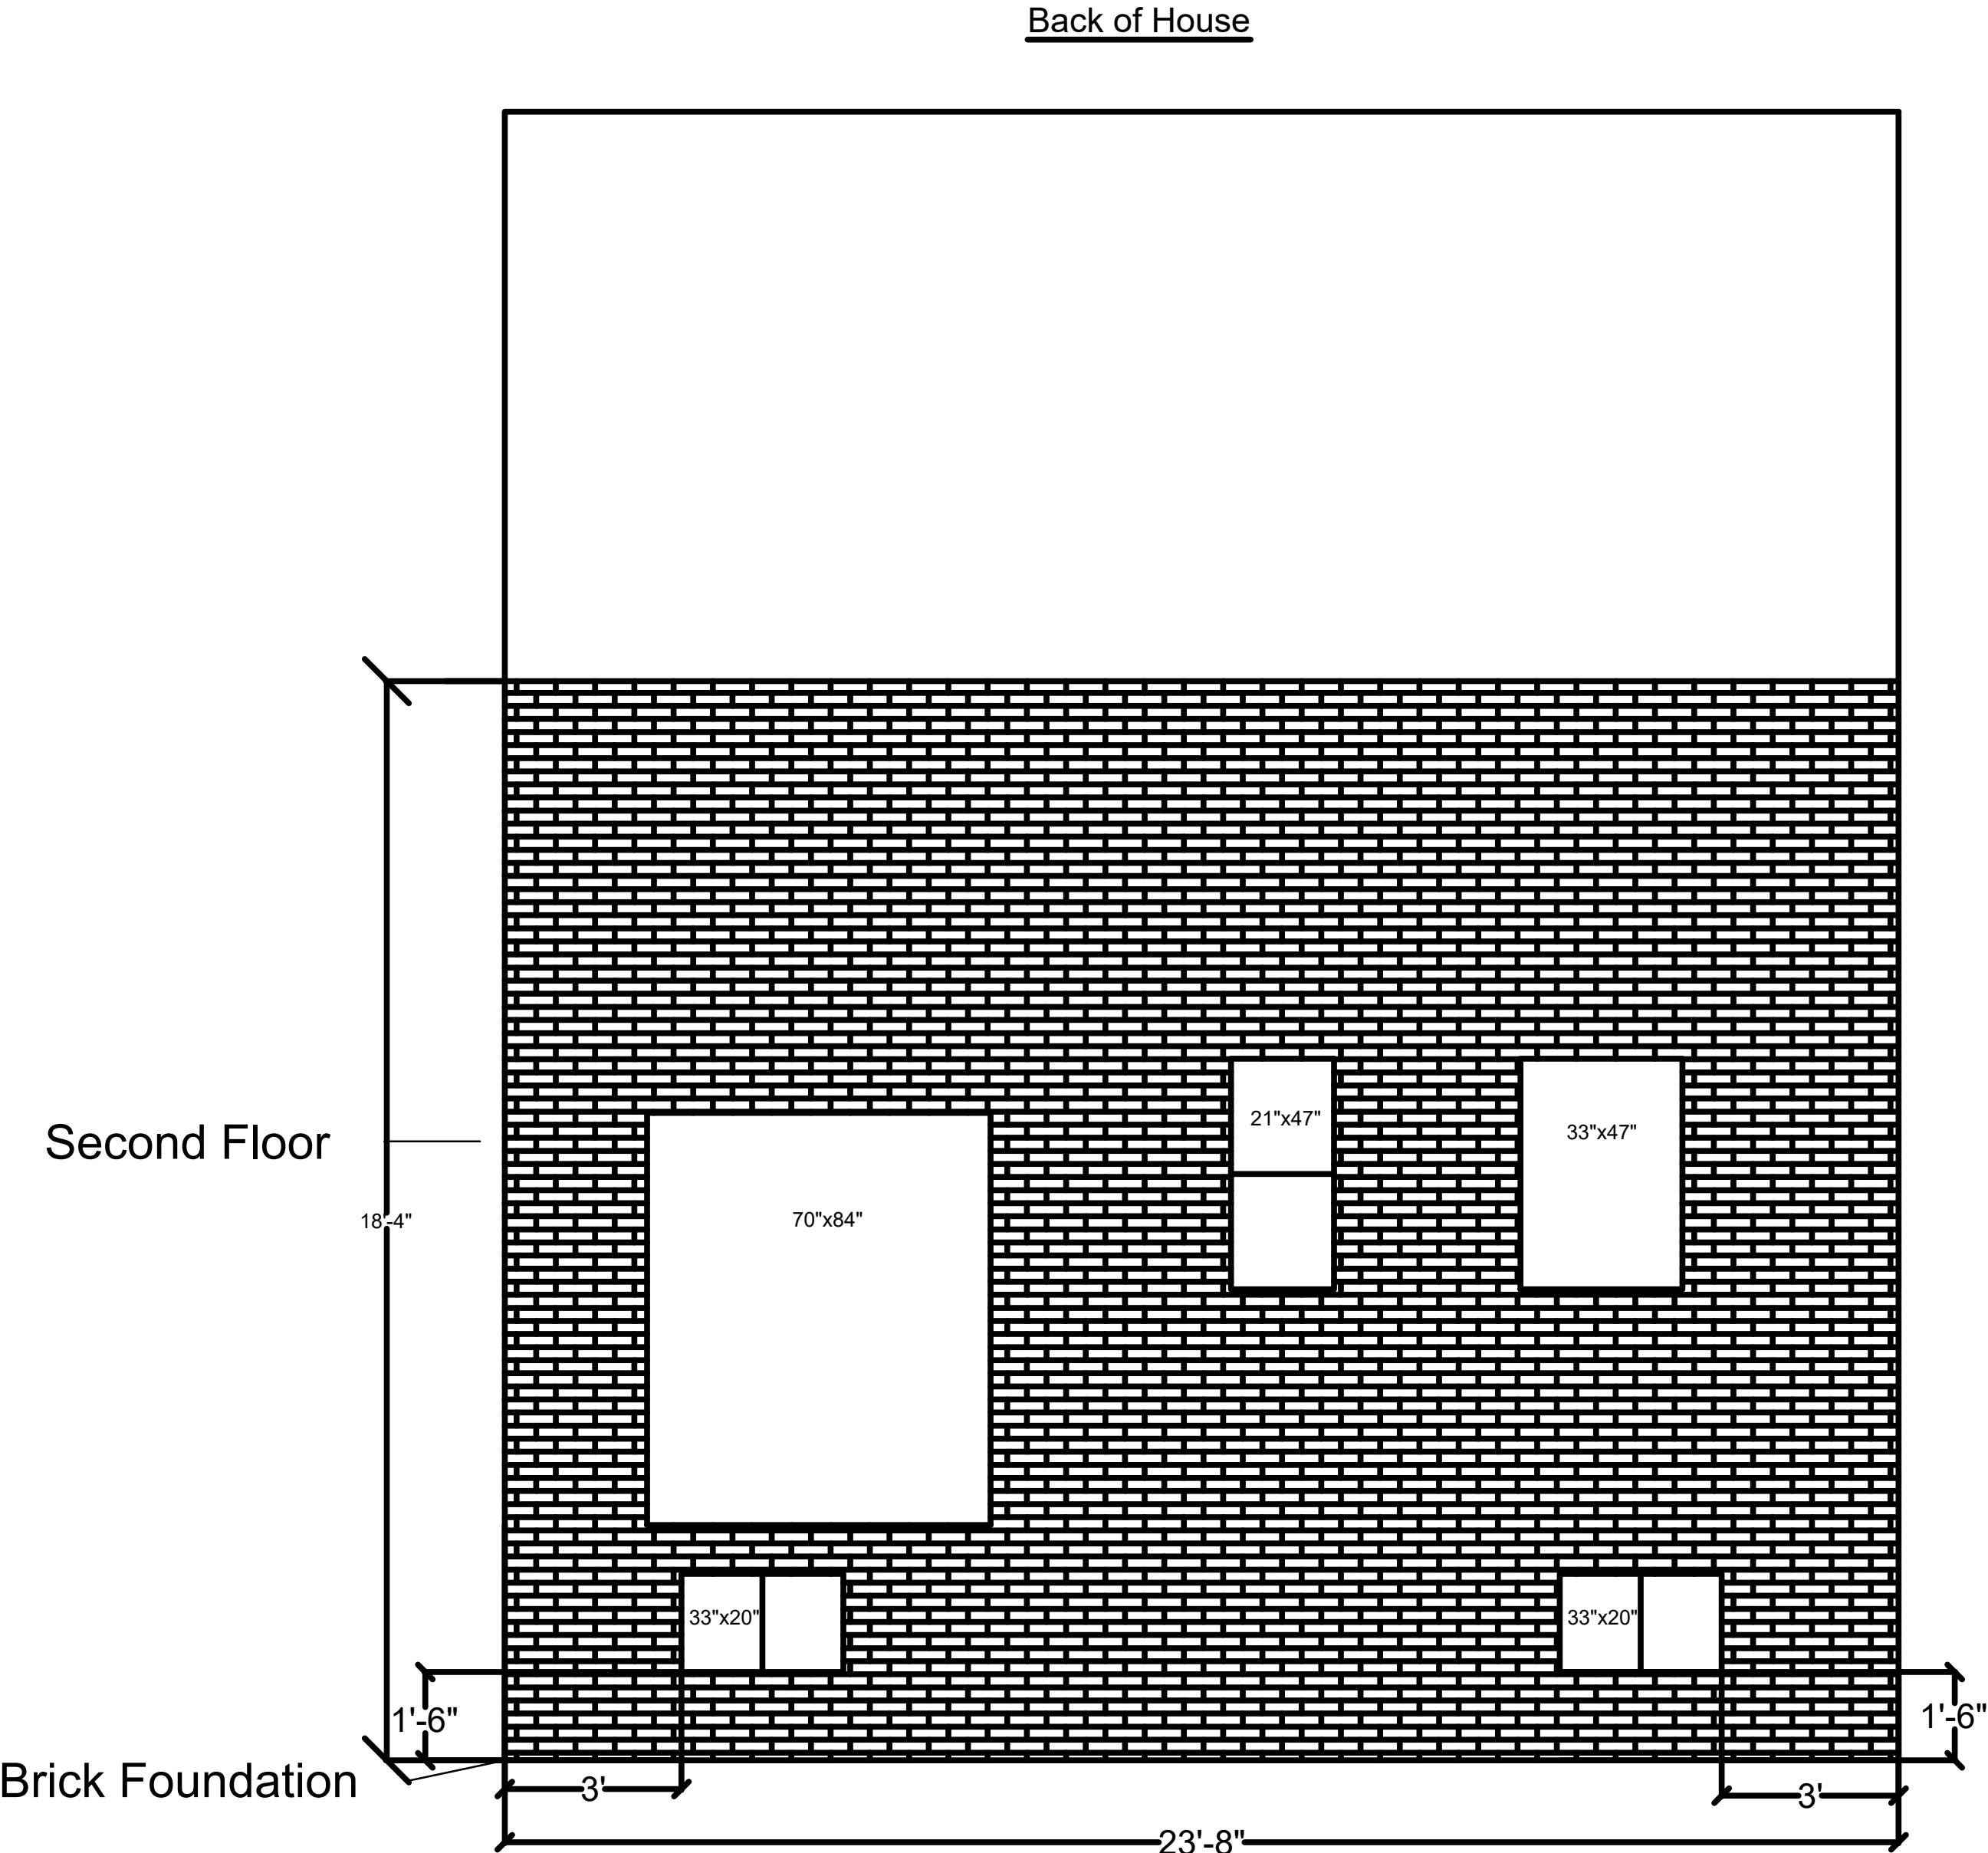 Back of House
21"x47"
33"x47"
Second Floor
70"x84"
18'-4"
33"x20"
33"x20"
1'-6"
1'-6"
Brick Foundation
3'
3'
23'-8"